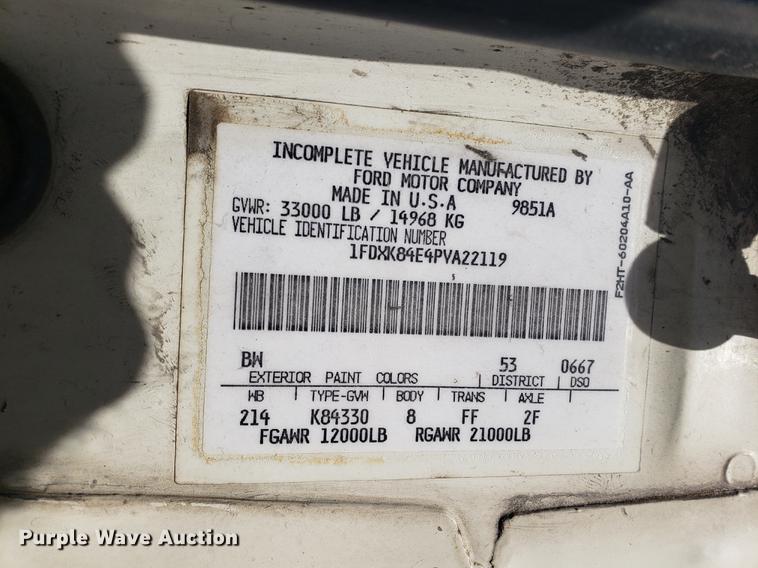 INCOMPLETE VEHICLE MANUFACTURED BY
FORD MOTOR COMPANY
MADE IN U.S.A 9851A
GVWR: 33000 LB / 14968 KG
VEHICLE IDENTIFICATION NUMBER
1FDXK84E4PVA22119
BW 53 0667
EXTERIOR PAINT COLORS DISTRICT DSO
WB TYPE-GVW BODY TRANS AXLE
214 K84330 8 FF 2F
FGAWR 12000LB RGAWR 21000LB
F2HT-60204A10-AA
Purple Wave Auction